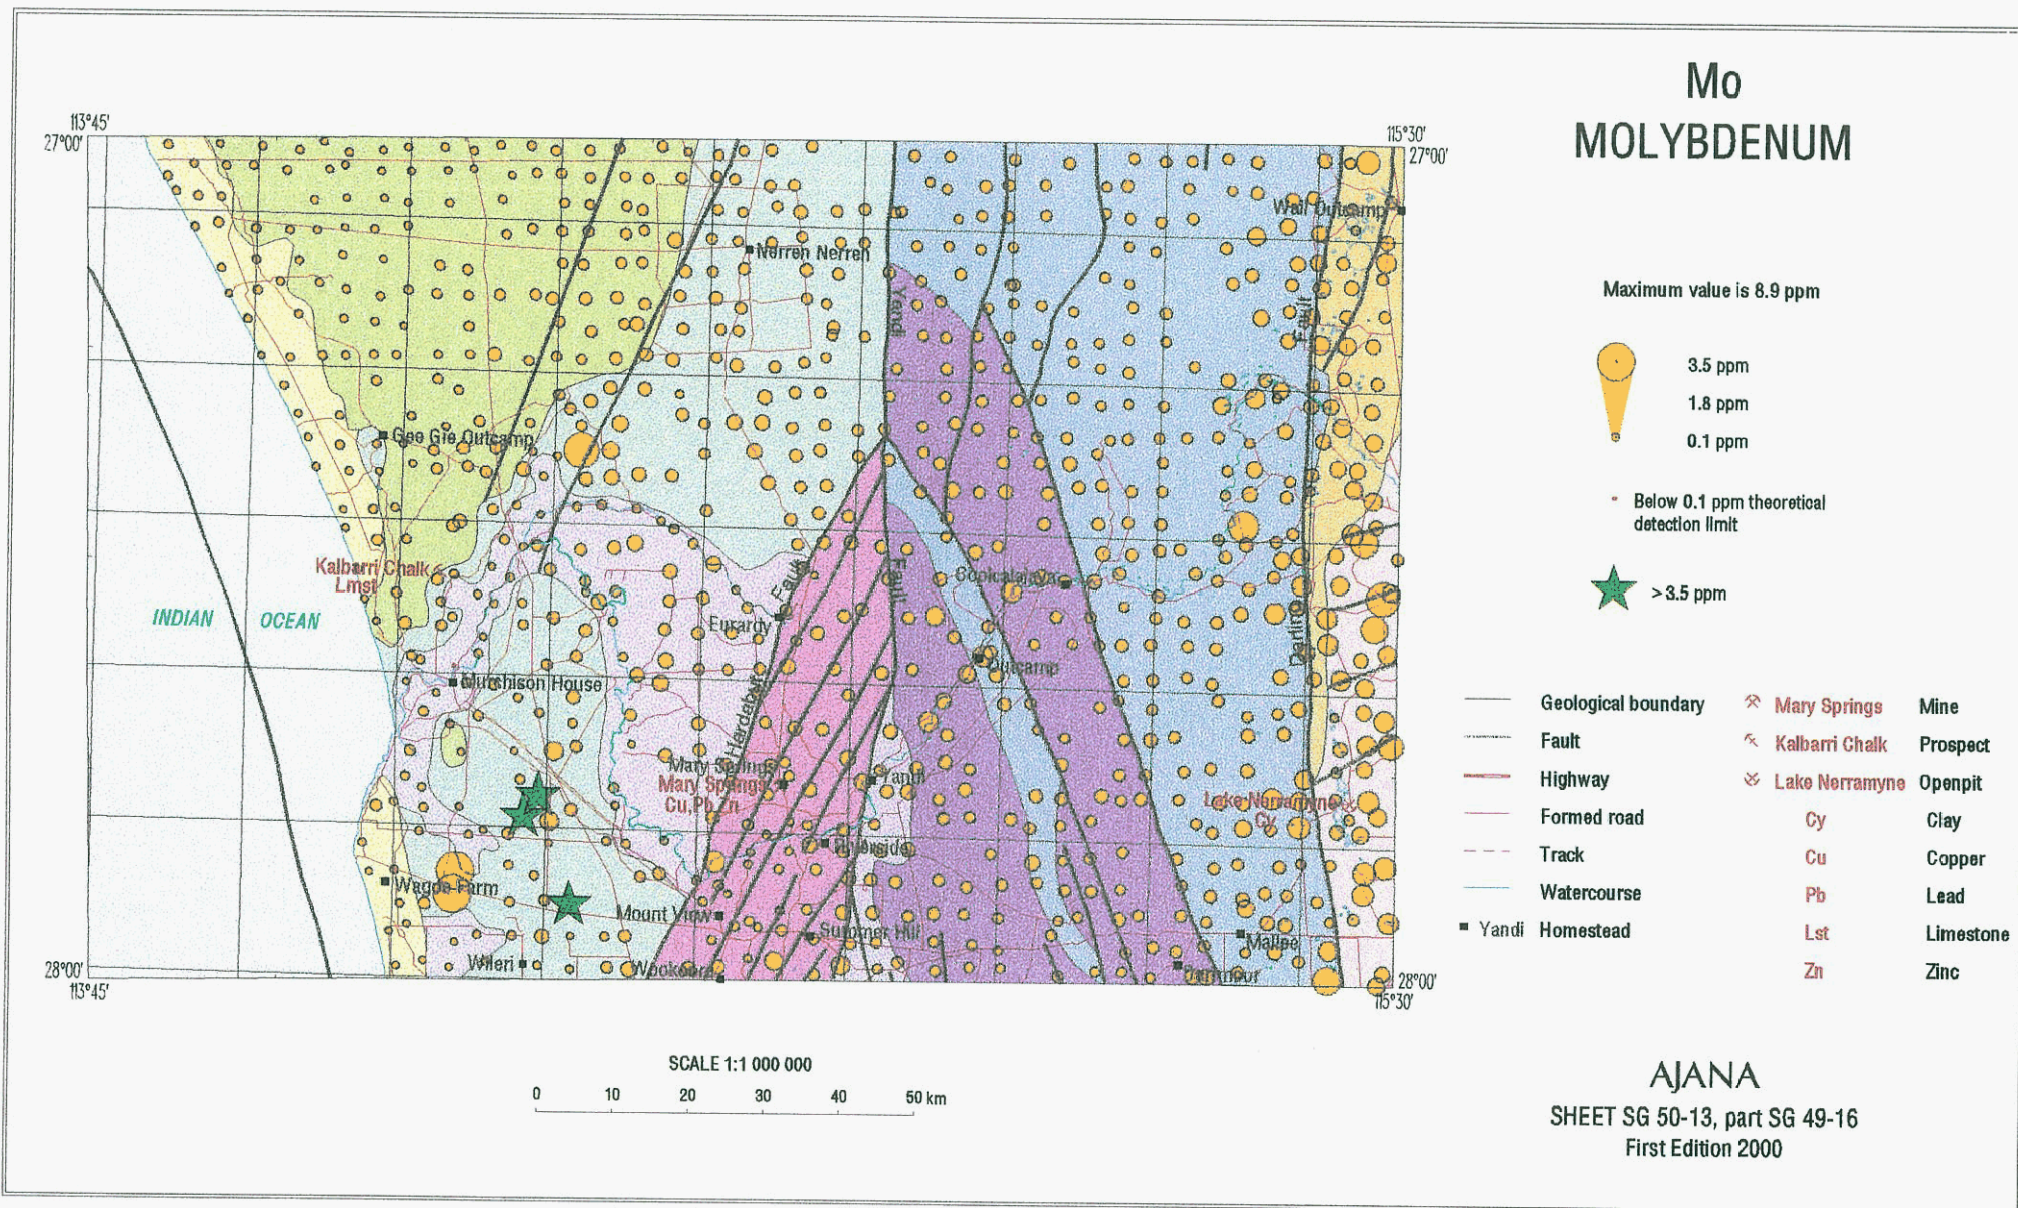 Mo
MOLYBDENUM
113°45'
27°00'
115°30'
27°00'
Wail Outcamp
Nerren Nerren
Yandi
Fault
Maximum value is 8.9 ppm
3.5 ppm
1.8 ppm
0.1 ppm
Gee Gie Outcamp
Below 0.1 ppm theoretical
detection limit
Kalbarri Chalk
Lmst
Fault
Fault
Coolcalalaya
>3.5 ppm
INDIAN OCEAN
Eurardy
Darling
Outcamp
Murchison House
Hardabut
Geological boundary
Mary Springs Mine
Fault
Kalbarri Chalk Prospect
Highway
Lake Nerramyne Openpit
Formed road
Cy Clay
Track
Cu Copper
Watercourse
Pb Lead
Yandi Homestead
Lst Limestone
Zn Zinc
Mary Springs
Mary Springs
Cu,Pb,Zn
Yandi
Lake Nerramyne
Cy
Riverside
Wagoe Farm
Mount View
Summer Hill
Mallee
Wileri
28°00'
113°45'
28°00'
115°30'
SCALE 1:1 000 000
0 10 20 30 40 50 km
AJANA
SHEET SG 50-13, part SG 49-16
First Edition 2000